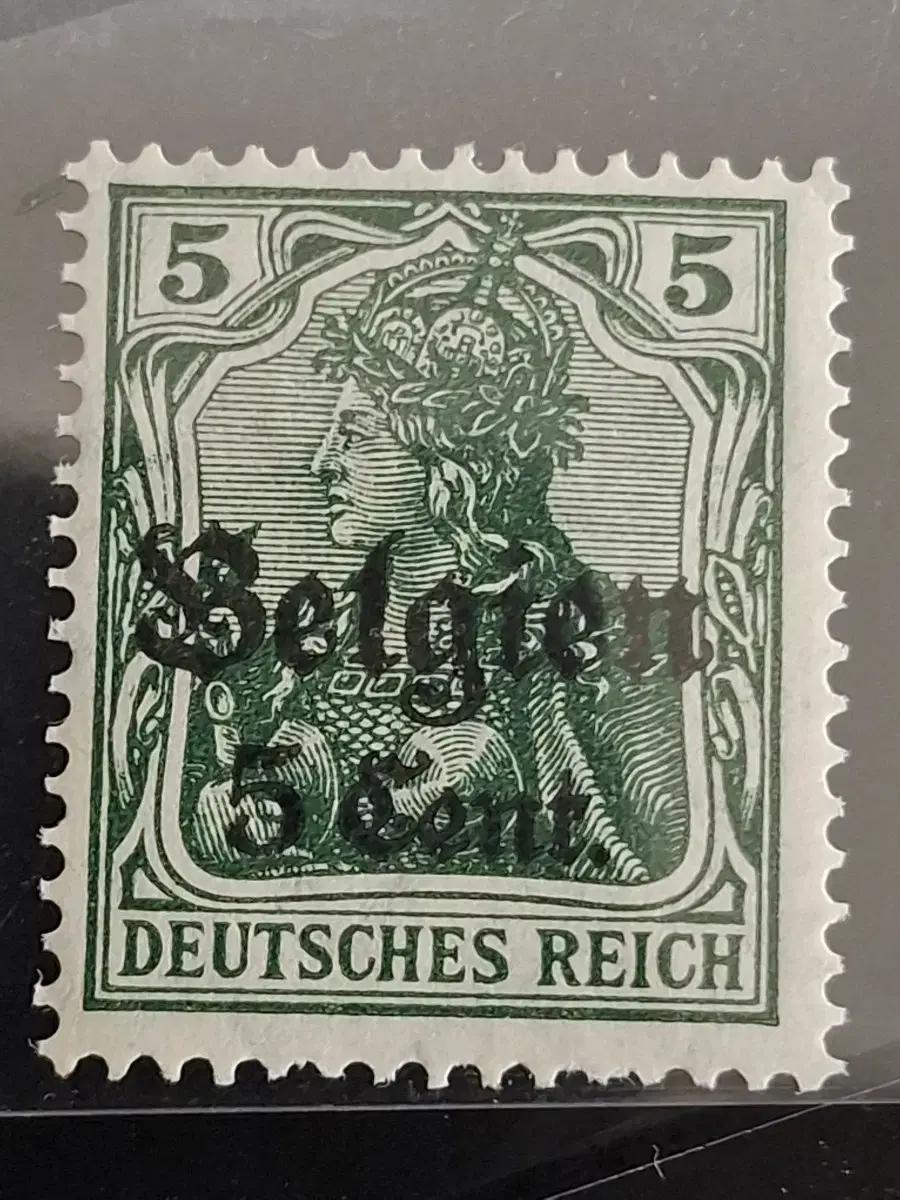 5 5
Belgien
5 Cent.
DEUTSCHES REICH